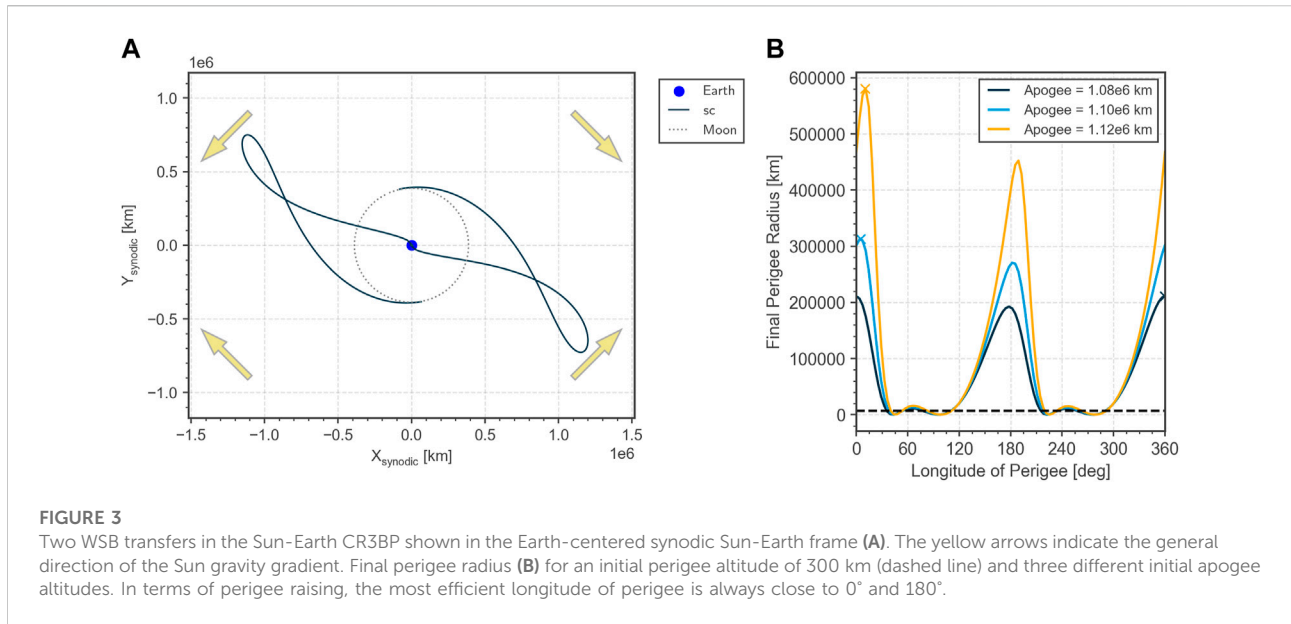 A
1e6
1.0
0.5
0.0
−0.5
−1.0
Y synodic [km]
−1.5 −1.0 −0.5 0.0 0.5 1.0 1.5
1e6
X synodic [km]
Earth
sc
Moon
B
600000
500000
400000
300000
200000
100000
0
Final Perigee Radius [km]
Apogee = 1.08e6 km
Apogee = 1.10e6 km
Apogee = 1.12e6 km
0 60 120 180 240 300 360
Longitude of Perigee [deg]
FIGURE 3
Two WSB transfers in the Sun-Earth CR3BP shown in the Earth-centered synodic Sun-Earth frame (A). The yellow arrows indicate the general
direction of the Sun gravity gradient. Final perigee radius (B) for an initial perigee altitude of 300 km (dashed line) and three different initial apogee
altitudes. In terms of perigee raising, the most efficient longitude of perigee is always close to 0° and 180°.